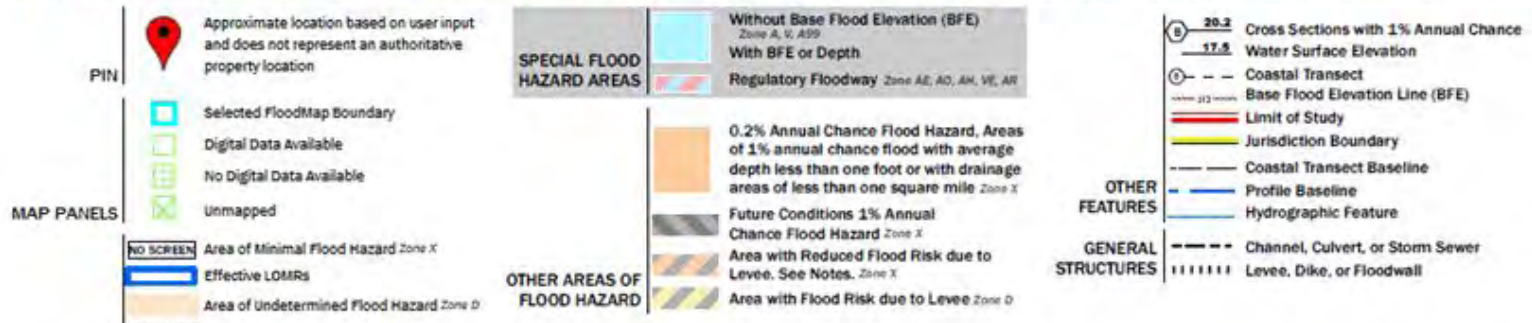 PIN
Approximate location based on user input
and does not represent an authoritative
property location
MAP PANELS
Selected FloodMap Boundary
Digital Data Available
No Digital Data Available
Unmapped
NO SCREEN Area of Minimal Flood Hazard Zone X
Effective LOMRs
Area of Undetermined Flood Hazard Zone D
SPECIAL FLOOD
HAZARD AREAS
Without Base Flood Elevation (BFE)
Zone A, V, A99
With BFE or Depth
Regulatory Floodway Zone AE, AO, AH, VE, AR
OTHER AREAS OF
FLOOD HAZARD
0.2% Annual Chance Flood Hazard, Areas
of 1% annual chance flood with average
depth less than one foot or with drainage
areas of less than one square mile Zone X
Future Conditions 1% Annual
Chance Flood Hazard Zone X
Area with Reduced Flood Risk due to
Levee. See Notes. Zone X
Area with Flood Risk due to Levee Zone D
OTHER
FEATURES
20.2 Cross Sections with 1% Annual Chance
17.5 Water Surface Elevation
Coastal Transect
Base Flood Elevation Line (BFE)
Limit of Study
Jurisdiction Boundary
Coastal Transect Baseline
Profile Baseline
Hydrographic Feature
GENERAL
STRUCTURES
Channel, Culvert, or Storm Sewer
Levee, Dike, or Floodwall